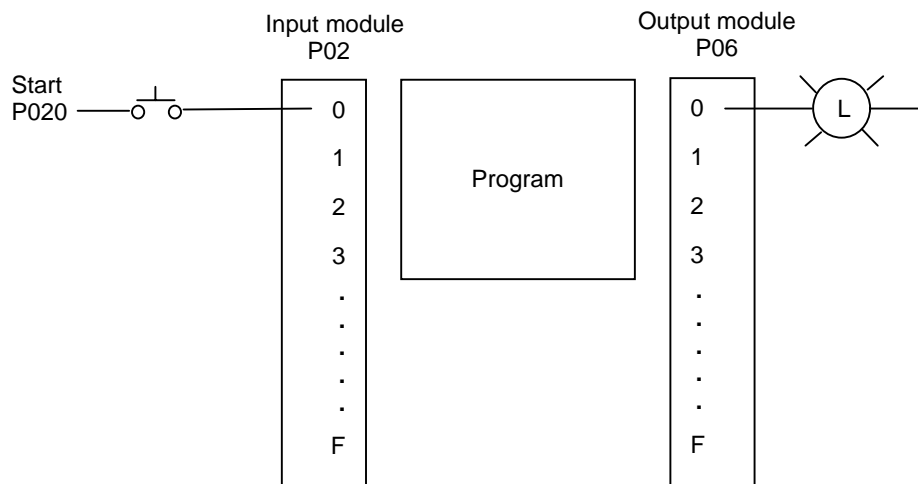 Input module
P02
Output module
P06
Start
P020
0
1
2
3
.
.
.
.
.
F
Program
0
1
2
3
.
.
.
.
.
F
L